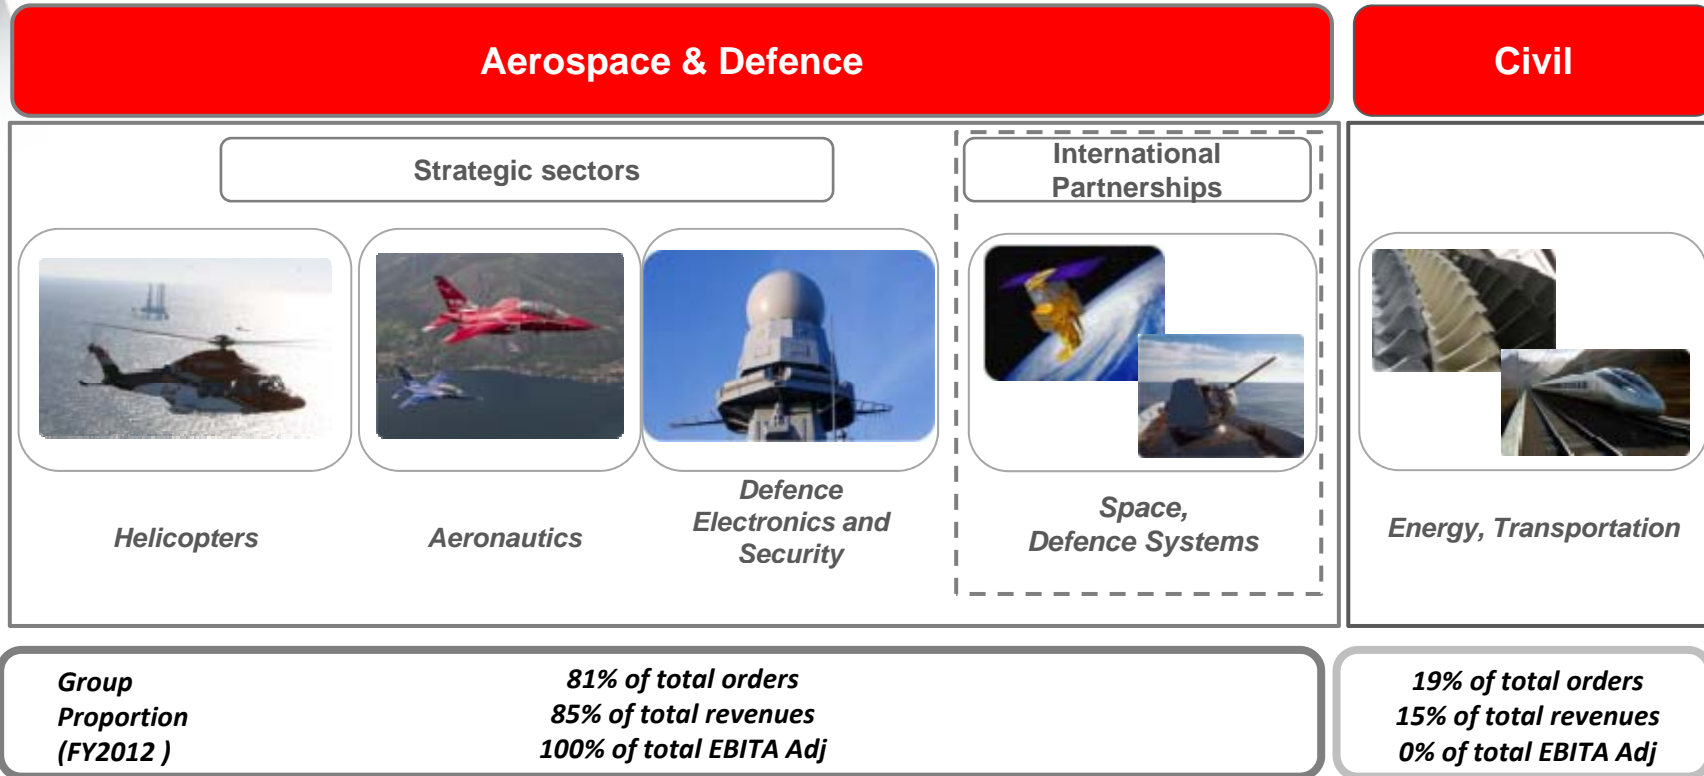 Aerospace & Defence
Civil
Strategic sectors
International
Partnerships
Helicopters
Aeronautics
Defence
Electronics and
Security
Space,
Defence Systems
Energy, Transportation
Group
Proportion
(FY2012 )
81% of total orders
85% of total revenues
100% of total EBITA Adj
19% of total orders
15% of total revenues
0% of total EBITA Adj